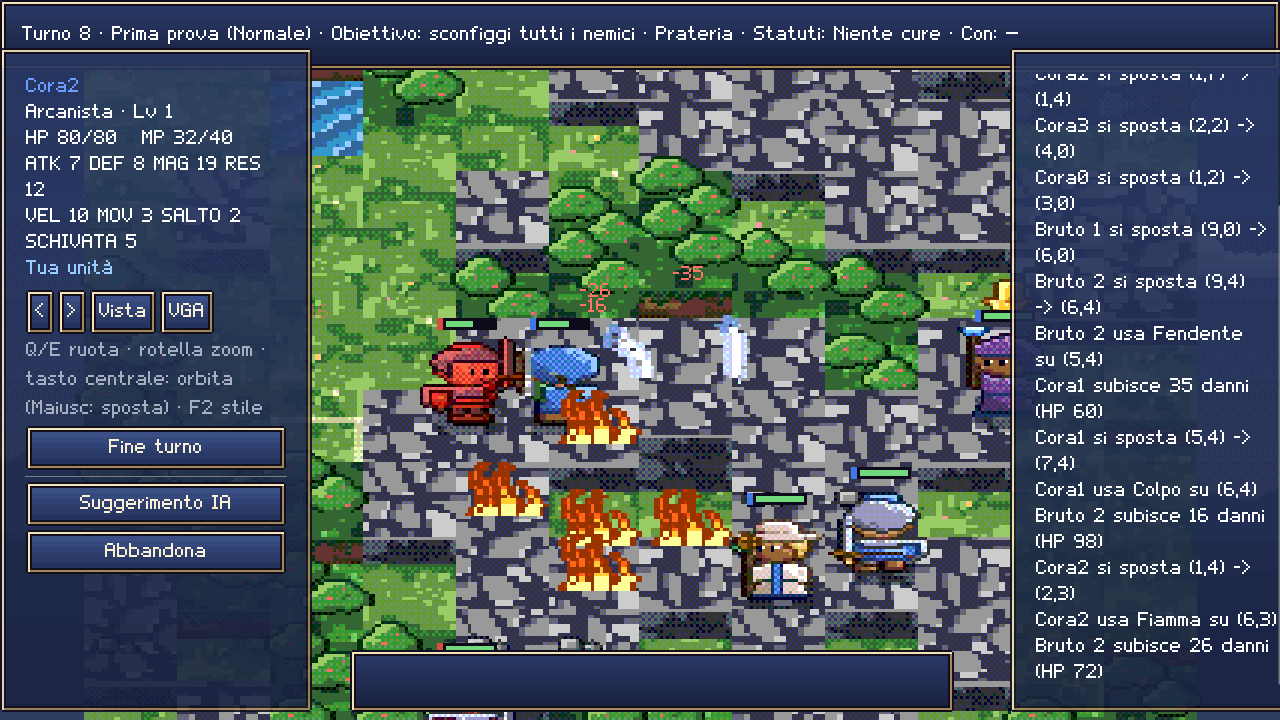 Turno 8 · Prima prova (Normale) · Obiettivo: sconfiggi tutti i nemici · Prateria · Statuti: Niente cure · Con: —
Cora2
Arcanista · Lv 1
HP 80/80 MP 32/40
ATK 7 DEF 8 MAG 19 RES
12
VEL 10 MOV 3 SALTO 2
SCHIVATA 5
Tua unità
< > Vista VGA
Q/E ruota · rotella zoom ·
tasto centrale: orbita
(Maiusc: sposta) · F2 stile
Fine turno
Suggerimento IA
Abbandona
-35
-26
-16
Cora2 si sposta (1,7) ->
(1,4)
Cora3 si sposta (2,2) ->
(4,0)
Cora0 si sposta (1,2) ->
(3,0)
Bruto 1 si sposta (9,0) ->
(6,0)
Bruto 2 si sposta (9,4)
-> (6,4)
Bruto 2 usa Fendente
su (5,4)
Cora1 subisce 35 danni
(HP 60)
Cora1 si sposta (5,4) ->
(7,4)
Cora1 usa Colpo su (6,4)
Bruto 2 subisce 16 danni
(HP 98)
Cora2 si sposta (1,4) ->
(2,3)
Cora2 usa Fiamma su (6,3)
Bruto 2 subisce 26 danni
(HP 72)